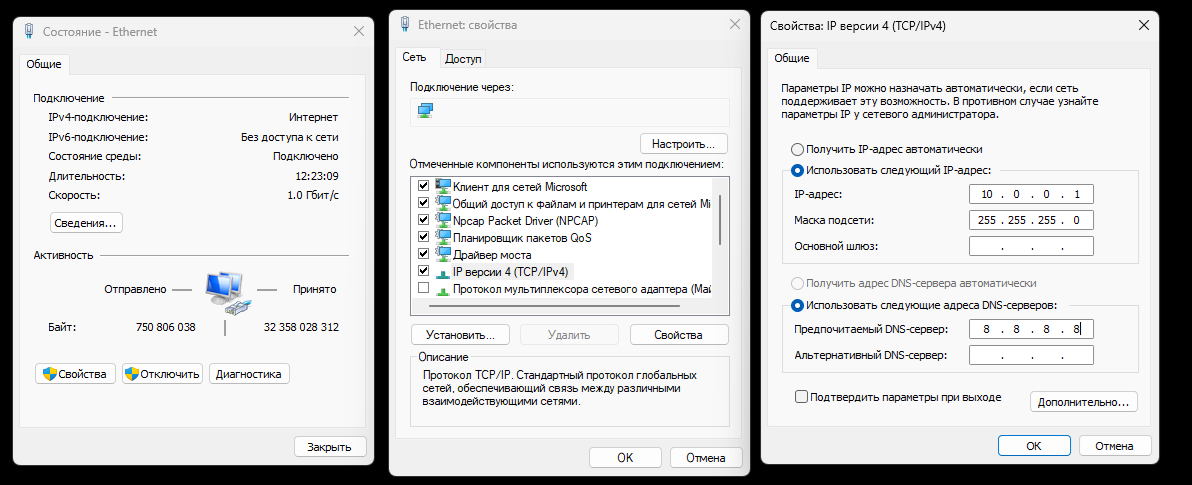 Состояние - Ethernet
Общие
Подключение
IPv4-подключение: Интернет
IPv6-подключение: Без доступа к сети
Состояние среды: Подключено
Длительность: 12:23:09
Скорость: 1.0 Гбит/с
Сведения...
Активность
Отправлено — — Принято
Байт: 750 806 038 | 32 358 028 312
Свойства Отключить Диагностика
Закрыть
Ethernet: свойства
Сеть Доступ
Подключение через:
Настроить...
Отмеченные компоненты используются этим подключением:
Клиент для сетей Microsoft
Общий доступ к файлам и принтерам для сетей Mi
Npcap Packet Driver (NPCAP)
Планировщик пакетов QoS
Драйвер моста
IP версии 4 (TCP/IPv4)
Протокол мультиплексора сетевого адаптера (Май
Установить... Удалить Свойства
Описание
Протокол TCP/IP. Стандартный протокол глобальных
сетей, обеспечивающий связь между различными
взаимодействующими сетями.
OK Отмена
Свойства: IP версии 4 (TCP/IPv4)
Общие
Параметры IP можно назначать автоматически, если сеть
поддерживает эту возможность. В противном случае узнайте
параметры IP у сетевого администратора.
Получить IP-адрес автоматически
Использовать следующий IP-адрес:
IP-адрес: 10 . 0 . 0 . 1
Маска подсети: 255 . 255 . 255 . 0
Основной шлюз: . . .
Получить адрес DNS-сервера автоматически
Использовать следующие адреса DNS-серверов:
Предпочитаемый DNS-сервер: 8 . 8 . 8 . 8
Альтернативный DNS-сервер: . . .
Подтвердить параметры при выходе
Дополнительно...
OK Отмена